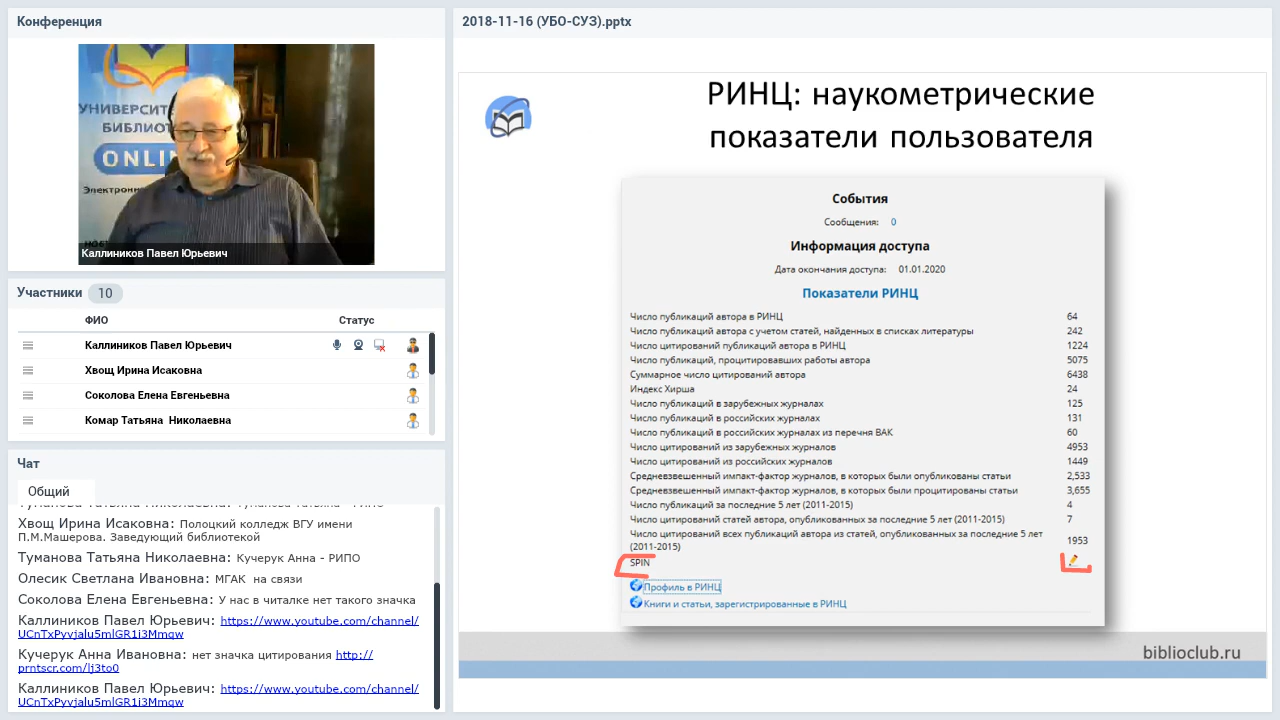 Конференция
УНИВЕРСИТЕ
БИБЛИОТ
ONLIN
Электронн
Каллиников Павел Юрьевич
Участники 10
ФИО Статус
Каллиников Павел Юрьевич
Хвощ Ирина Исаковна
Соколова Елена Евгеньевна
Комар Татьяна Николаевна
Чат
Общий
Хвощ Ирина Исаковна: Полоцкий колледж ВГУ имени
П.М.Машерова. Заведующий библиотекой
Туманова Татьяна Николаевна: Кучерук Анна - РИПО
Олесик Светлана Ивановна: МГАК на связи
Соколова Елена Евгеньевна: У нас в читалке нет такого значка
Каллиников Павел Юрьевич: https://www.youtube.com/channel/
UCnTxPyvjalu5mlGR1i3Mmqw
Кучерук Анна Ивановна: нет значка цитирования http://
prntscr.com/lj3to0
Каллиников Павел Юрьевич: https://www.youtube.com/channel/
UCnTxPyvjalu5mlGR1i3Mmqw
2018-11-16 (УБО-СУЗ).pptx
РИНЦ: наукометрические
показатели пользователя
События
Сообщения: 0
Информация доступа
Дата окончания доступа: 01.01.2020
Показатели РИНЦ
Число публикаций автора в РИНЦ 64
Число публикаций автора с учетом статей, найденных в списках литературы 242
Число цитирований публикаций автора в РИНЦ 1224
Число публикаций, процитировавших работы автора 5075
Суммарное число цитирований автора 6438
Индекс Хирша 24
Число публикаций в зарубежных журналах 125
Число публикаций в российских журналах 131
Число публикаций в российских журналах из перечня ВАК 60
Число цитирований из зарубежных журналов 4953
Число цитирований из российских журналов 1449
Средневзвешенный импакт-фактор журналов, в которых были опубликованы статьи 2,533
Средневзвешенный импакт-фактор журналов, в которых были процитированы статьи 3,655
Число публикаций за последние 5 лет (2011-2015) 4
Число цитирований статей автора, опубликованных за последние 5 лет (2011-2015) 7
Число цитирований всех публикаций автора из статей, опубликованных за последние 5 лет
(2011-2015) 1953
SPIN
Профиль в РИНЦ
Книги и статьи, зарегистрированные в РИНЦ
biblioclub.ru